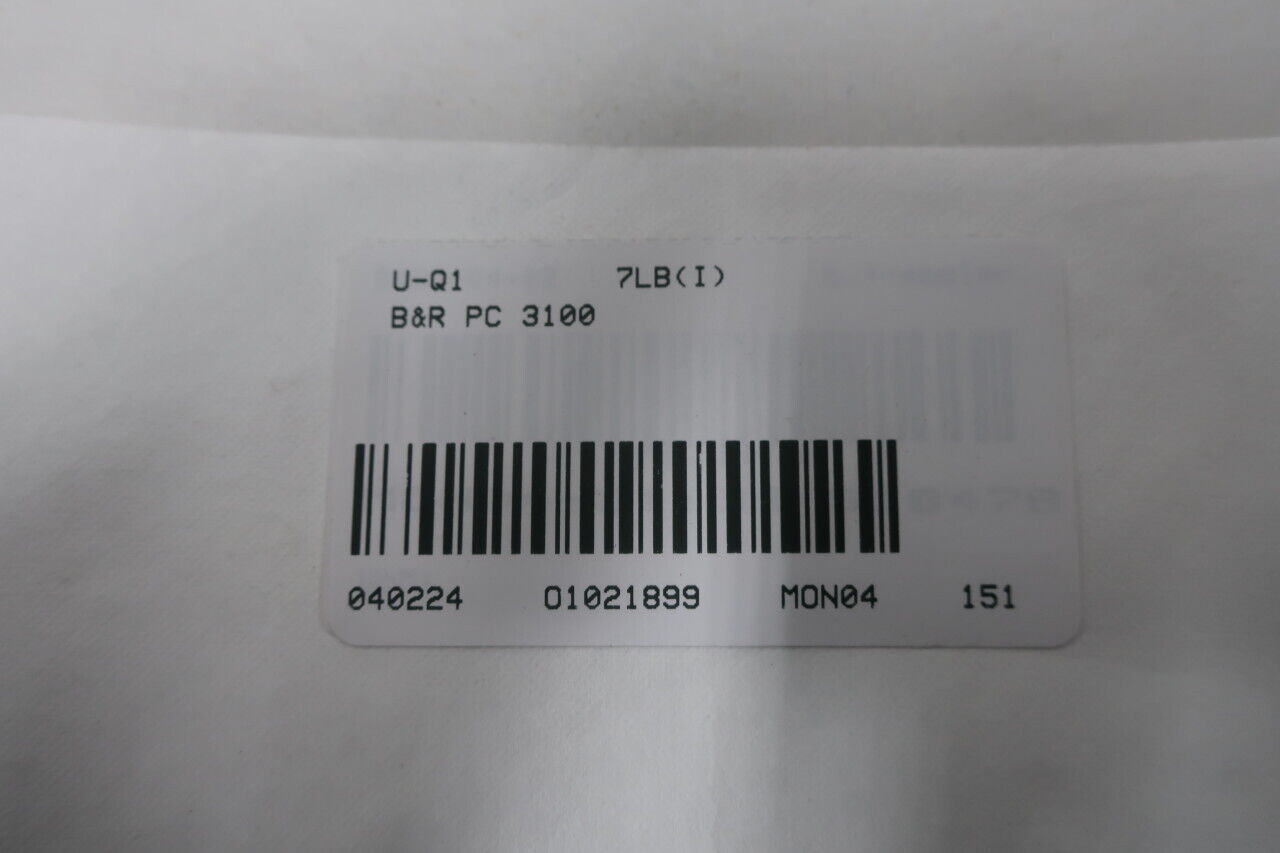 U-Q1 7LB(I)
B&R PC 3100
040224 01021899 MON04 151